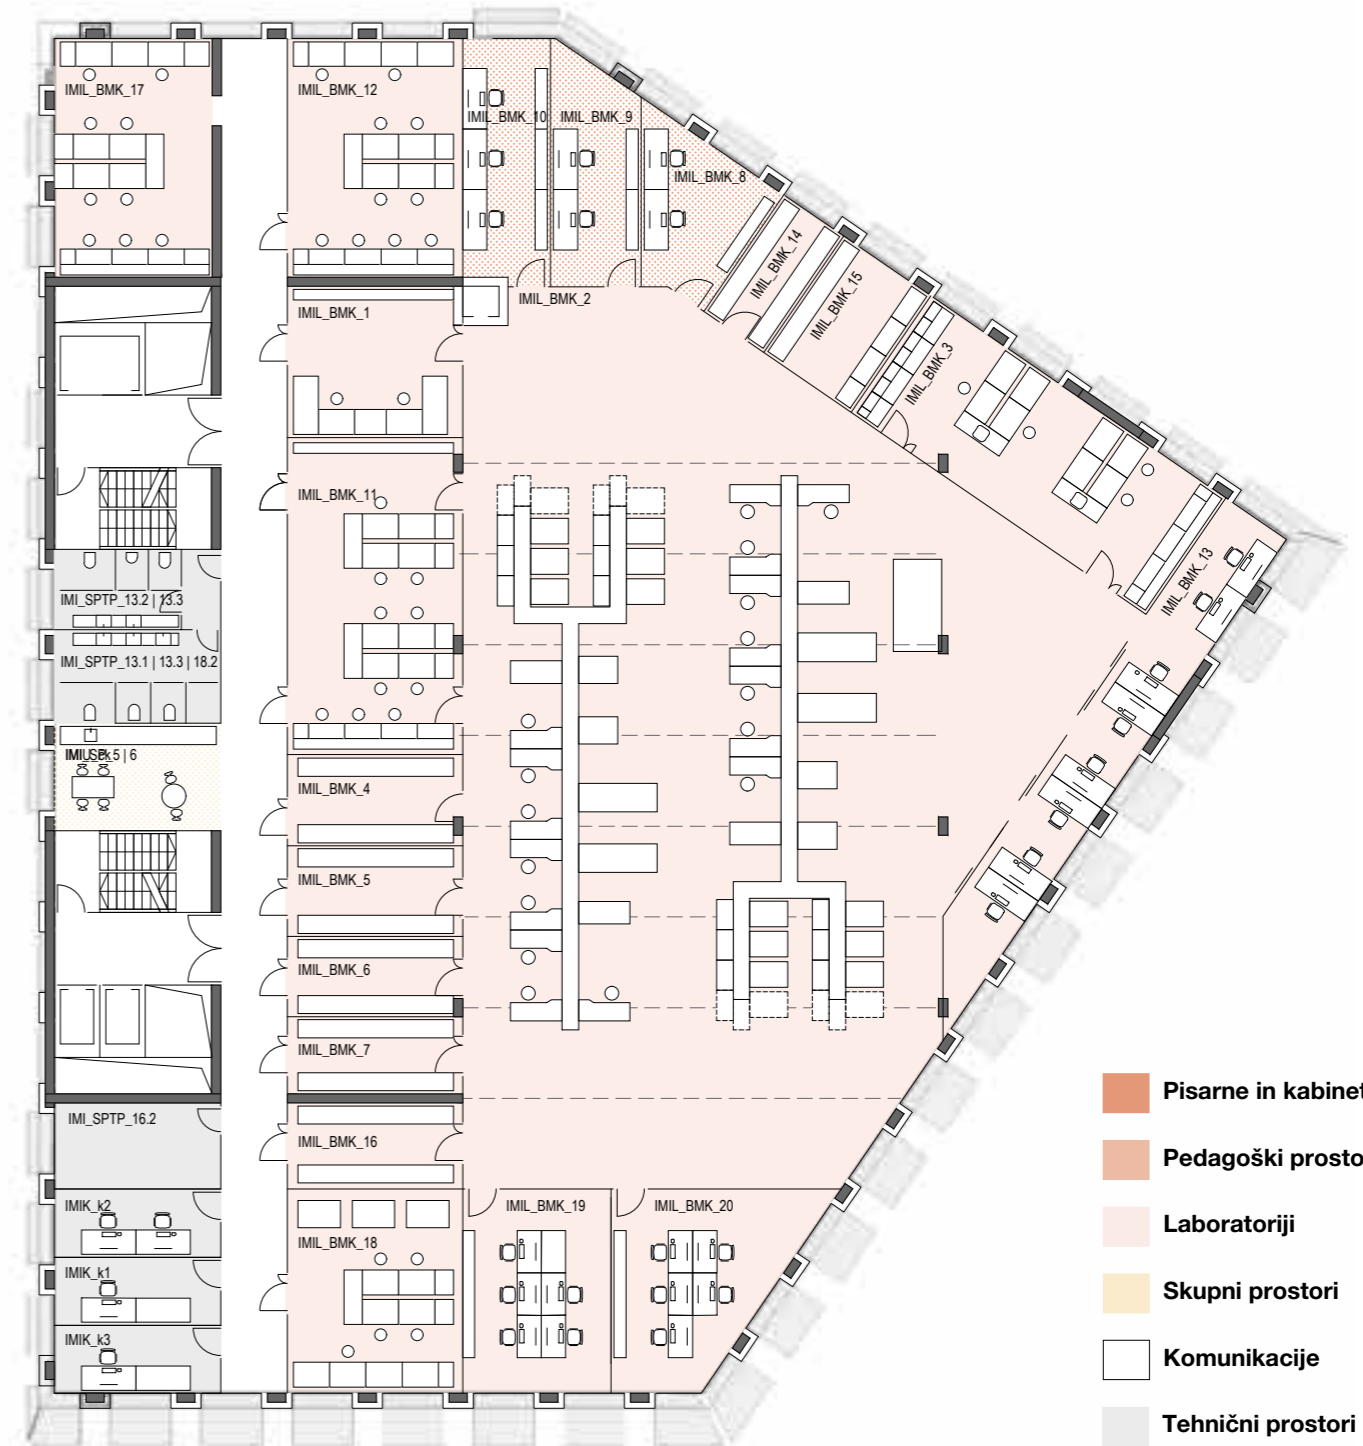 IMIL_BMK_17
IMIL_BMK_12
IMIL_BMK_10
IMIL_BMK_9
IMIL_BMK_8
IMIL_BMK_14
IMIL_BMK_15
IMIL_BMK_3
IMIL_BMK_13
IMIL_BMK_1
IMIL_BMK_2
IMIL_BMK_11
IMI_SPTP_13.2 | 13.3
IMI_SPTP_13.1 | 13.3 | 18.2
5 | 6
IMIL_BMK_4
IMIL_BMK_5
IMIL_BMK_6
IMIL_BMK_7
IMI_SPTP_16.2
IMIL_BMK_16
IMIK_k2
IMIK_k1
IMIK_k3
IMIL_BMK_18
IMIL_BMK_19
IMIL_BMK_20
Pisarne in kabinet
Pedagoški prosto
Laboratoriji
Skupni prostori
Komunikacije
Tehnični prostori